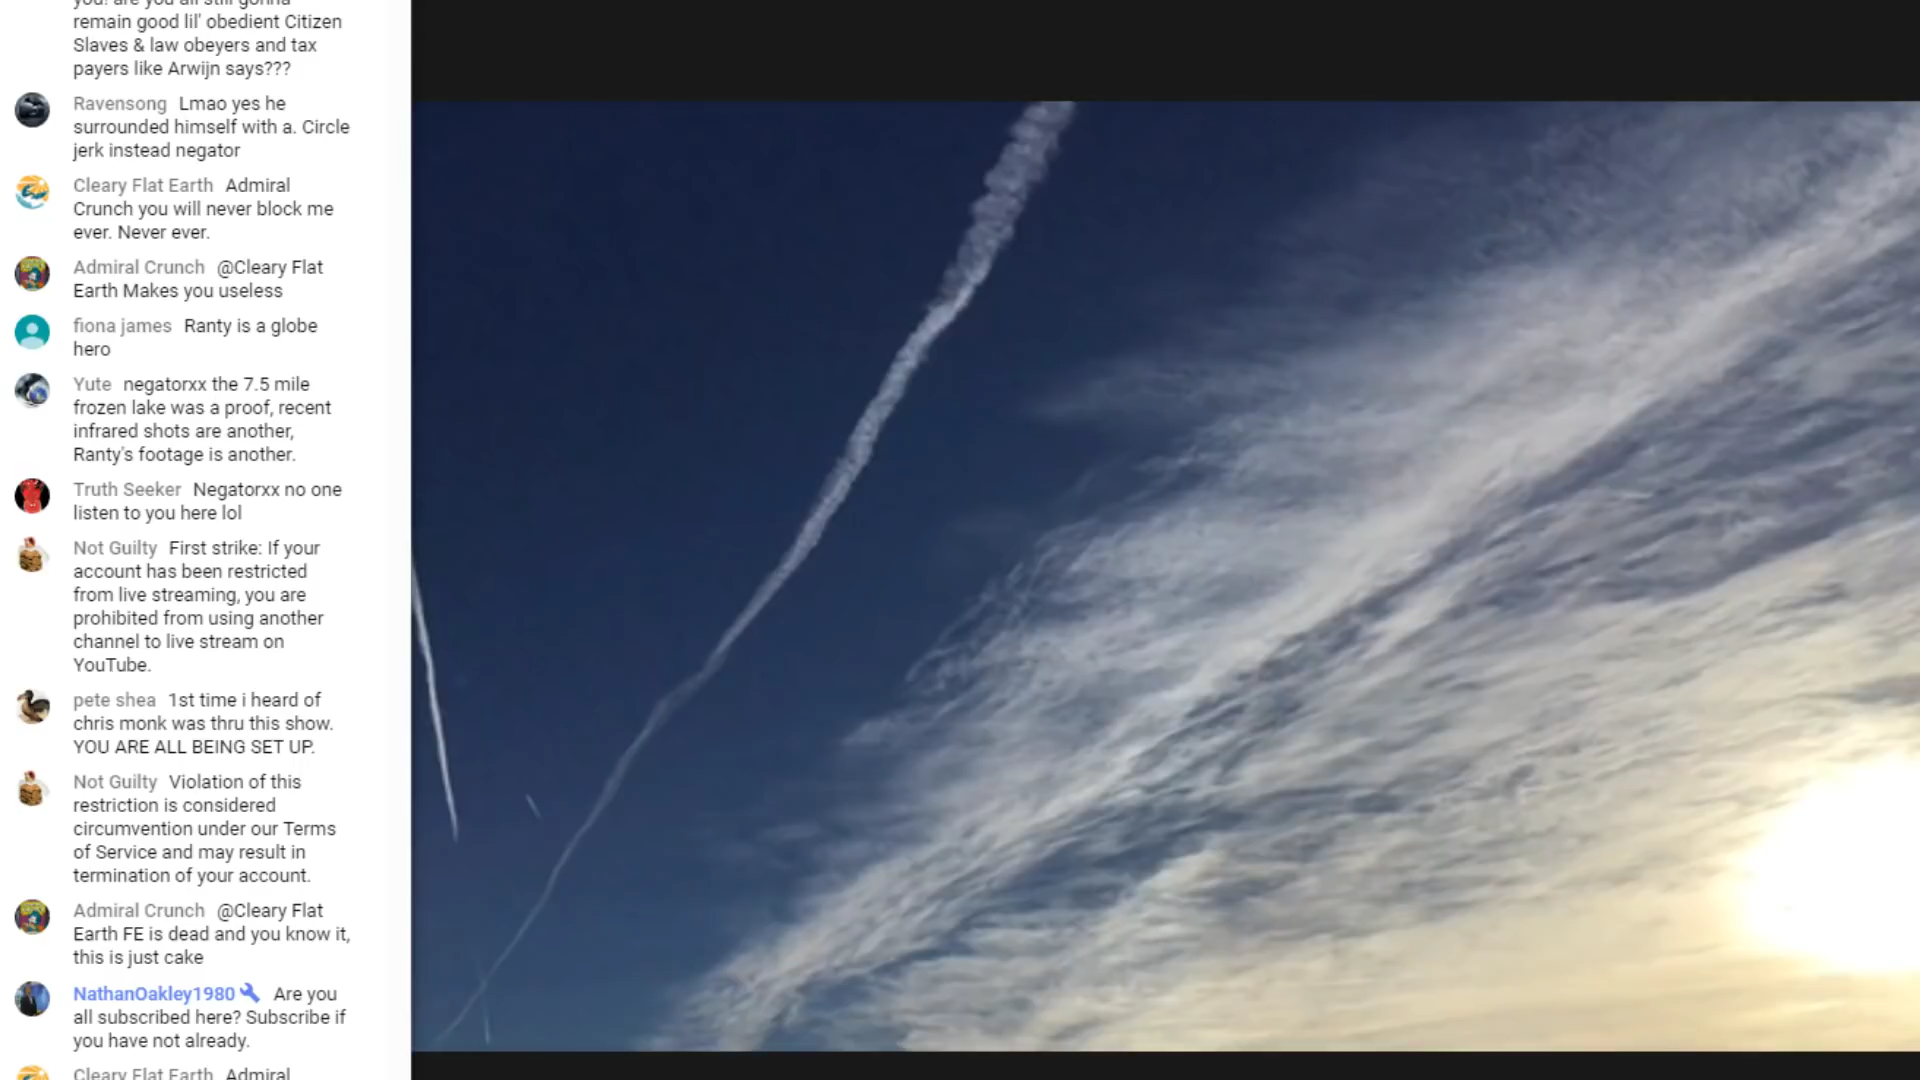 remain good lil' obedient Citizen
Slaves & law obeyers and tax
payers like Arwijn says???
Ravensong Lmao yes he
surrounded himself with a. Circle
jerk instead negator
Cleary Flat Earth Admiral
Crunch you will never block me
ever. Never ever.
Admiral Crunch @Cleary Flat
Earth Makes you useless
fiona james Ranty is a globe
hero
Yute negatorxx the 7.5 mile
frozen lake was a proof, recent
infrared shots are another,
Ranty's footage is another.
Truth Seeker Negatorxx no one
listen to you here lol
Not Guilty First strike: If your
account has been restricted
from live streaming, you are
prohibited from using another
channel to live stream on
YouTube.
pete shea 1st time i heard of
chris monk was thru this show.
YOU ARE ALL BEING SET UP.
Not Guilty Violation of this
restriction is considered
circumvention under our Terms
of Service and may result in
termination of your account.
Admiral Crunch @Cleary Flat
Earth FE is dead and you know it,
this is just cake
NathanOakley1980 Are you
all subscribed here? Subscribe if
you have not already.
Cleary Flat Earth Admiral